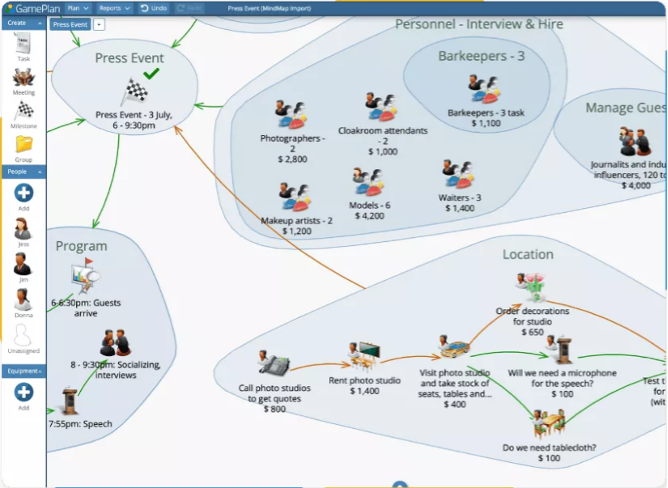 GamePlan
Plan
Reports
Undo
Redo
Press Event (MindMap Import)
Create
Task
Meeting
Milestone
Group
People
Add
Jess
Jim
Donna
Unassigned
Equipment
Add
Press Event
Press Event
Press Event - 3 July,
6 - 9:30pm
Program
6-6:30pm: Guests
arrive
8 - 9:30pm: Socializing,
interviews
7:55pm: Speech
Personnel - Interview & Hire
Barkeepers - 3
Barkeepers - 3 task
$ 1,100
Photographers -
2
$ 2,800
Cloakroom attendants
- 2
$ 1,000
Makeup artists - 2
$ 1,200
Models - 6
$ 4,200
Waiters - 3
$ 1,400
Manage Gues
Journalits and indu
influencers, 120 to
$ 4,000
Location
Order decorations
for studio
$ 650
Call photo studios
to get quotes
$ 800
Rent photo studio
$ 1,400
Visit photo studio
and take stock of
seats, tables and...
$ 400
Will we need a microphone
for the speech?
$ 100
Do we need tablecloth?
$ 100
Test t
for
(wit